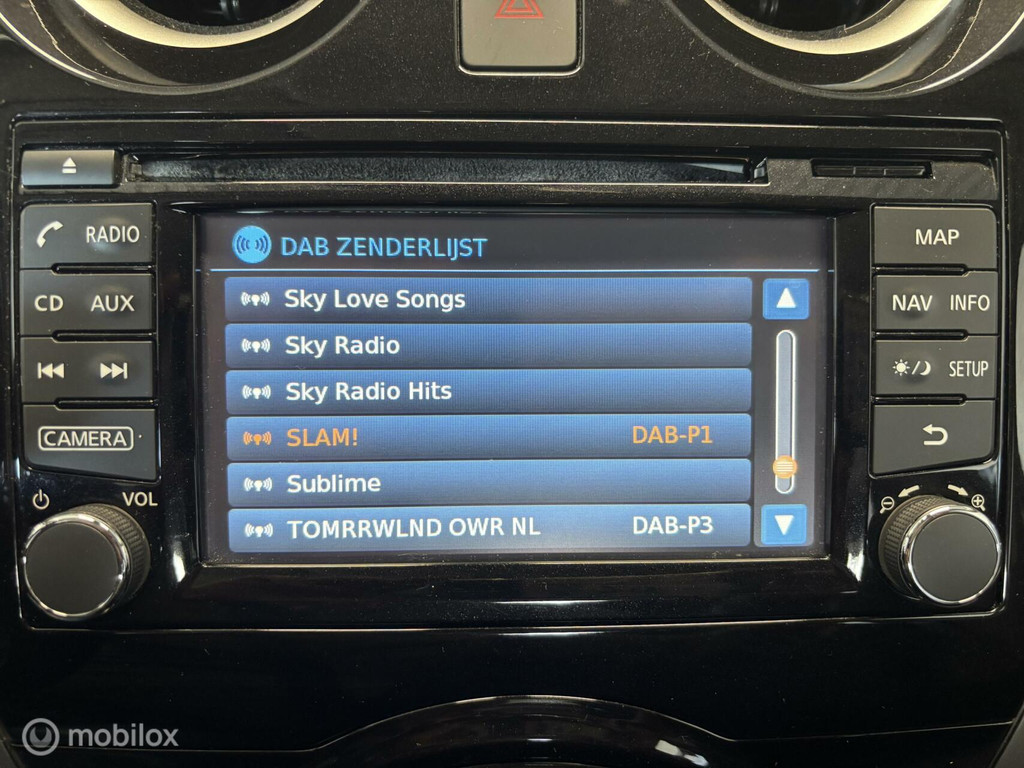 RADIO
CD AUX
CAMERA
VOL
DAB ZENDERLIJST
Sky Love Songs
Sky Radio
Sky Radio Hits
SLAM! DAB-P1
Sublime
TOMRRWLND OWR NL DAB-P3
MAP
NAV INFO
SETUP
mobilox